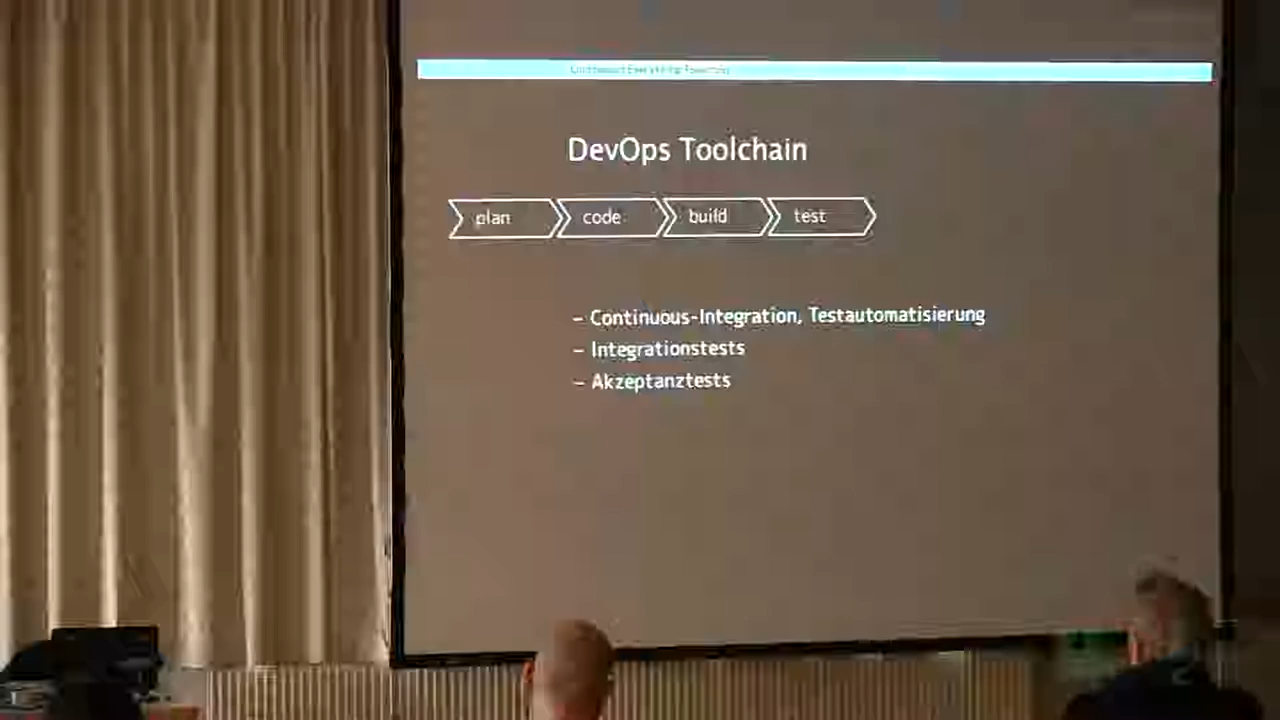 DevOps Toolchain
plan code build test
– Continuous-Integration, Testautomatisierung
– Integrationstests
– Akzeptanztests